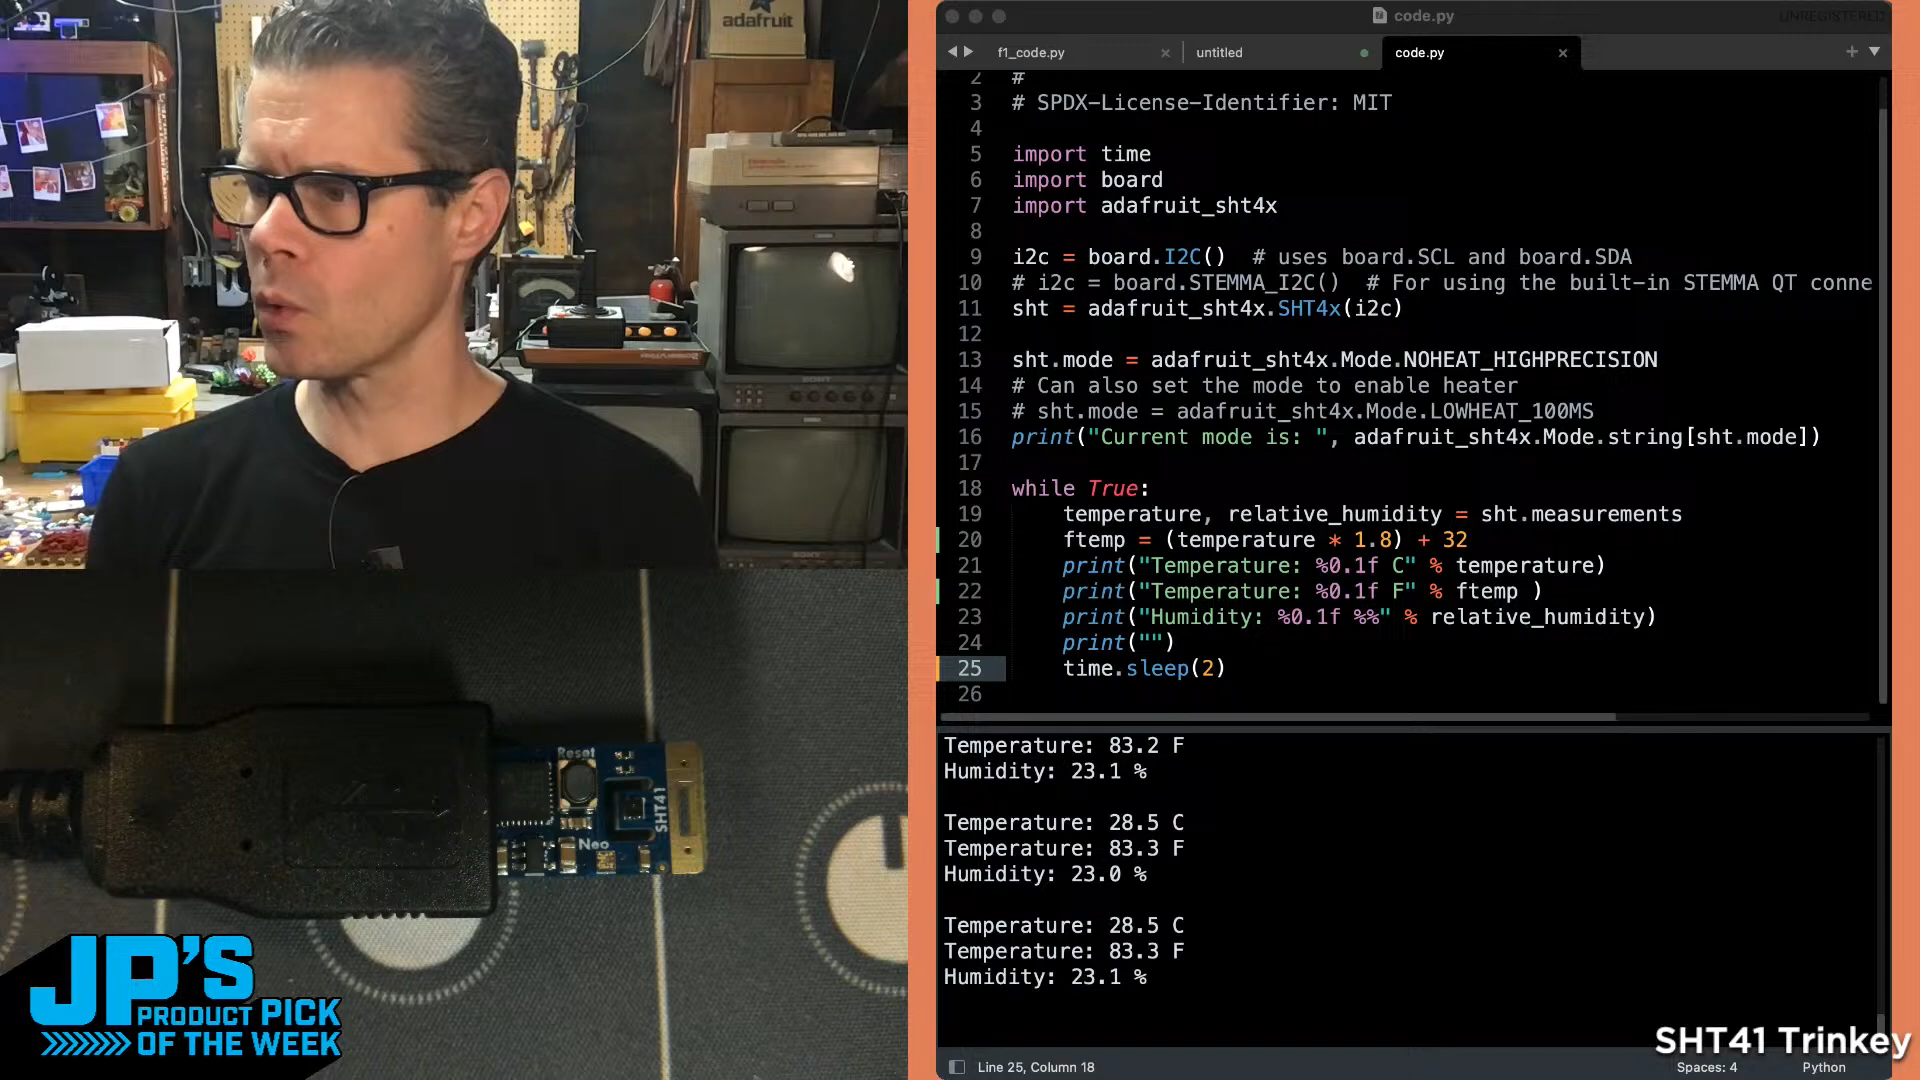 adafruit
code.py
UNREGISTERED
f1_code.py
untitled
code.py
2 #
3 # SPDX-License-Identifier: MIT
4
5 import time
6 import board
7 import adafruit_sht4x
8
9 i2c = board.I2C()  # uses board.SCL and board.SDA
10 # i2c = board.STEMMA_I2C()  # For using the built-in STEMMA QT conne
11 sht = adafruit_sht4x.SHT4x(i2c)
12
13 sht.mode = adafruit_sht4x.Mode.NOHEAT_HIGHPRECISION
14 # Can also set the mode to enable heater
15 # sht.mode = adafruit_sht4x.Mode.LOWHEAT_100MS
16 print("Current mode is: ", adafruit_sht4x.Mode.string[sht.mode])
17
18 while True:
19     temperature, relative_humidity = sht.measurements
20     ftemp = (temperature * 1.8) + 32
21     print("Temperature: %0.1f C" % temperature)
22     print("Temperature: %0.1f F" % ftemp )
23     print("Humidity: %0.1f %%" % relative_humidity)
24     print("")
25     time.sleep(2)
26
Temperature: 83.2 F
Humidity: 23.1 %
Temperature: 28.5 C
Temperature: 83.3 F
Humidity: 23.0 %
Temperature: 28.5 C
Temperature: 83.3 F
Humidity: 23.1 %
Line 25, Column 18
Spaces: 4
Python
SHT41 Trinkey
SONY
Reset
SHT41
Neo
JP'S
PRODUCT PICK
OF THE WEEK